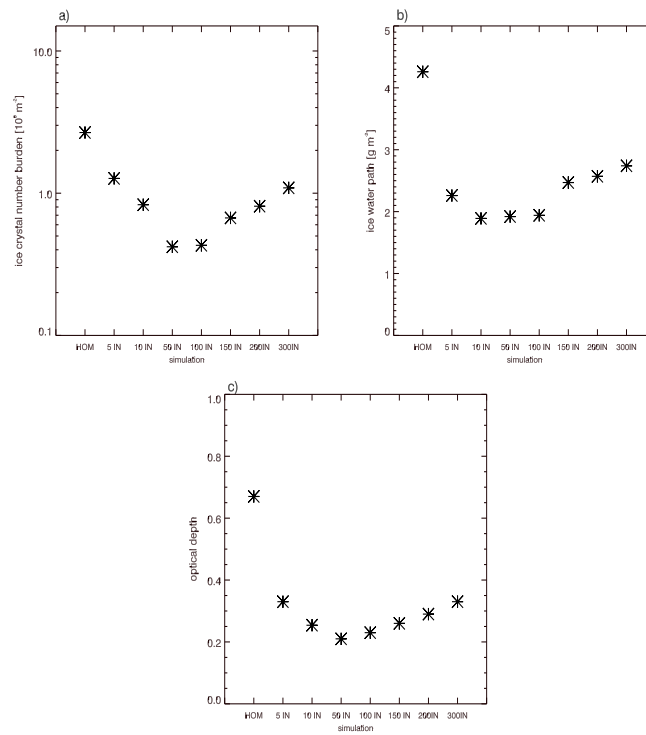 a)
ice crystal number burden [10⁶ m⁻²]
10.0
1.0
0.1
HOM 5 IN 10 IN 50 IN 100 IN 150 IN 200 IN 300IN
simulation
b)
ice water path [g m⁻²]
5
4
3
2
1
0
HOM 5 IN 10 IN 50 IN 100 IN 150 IN 200 IN 300IN
simulation
c)
optical depth
1.0
0.8
0.6
0.4
0.2
0.0
HOM 5 IN 10 IN 50 IN 100 IN 150 IN 200 IN 300IN
simulation